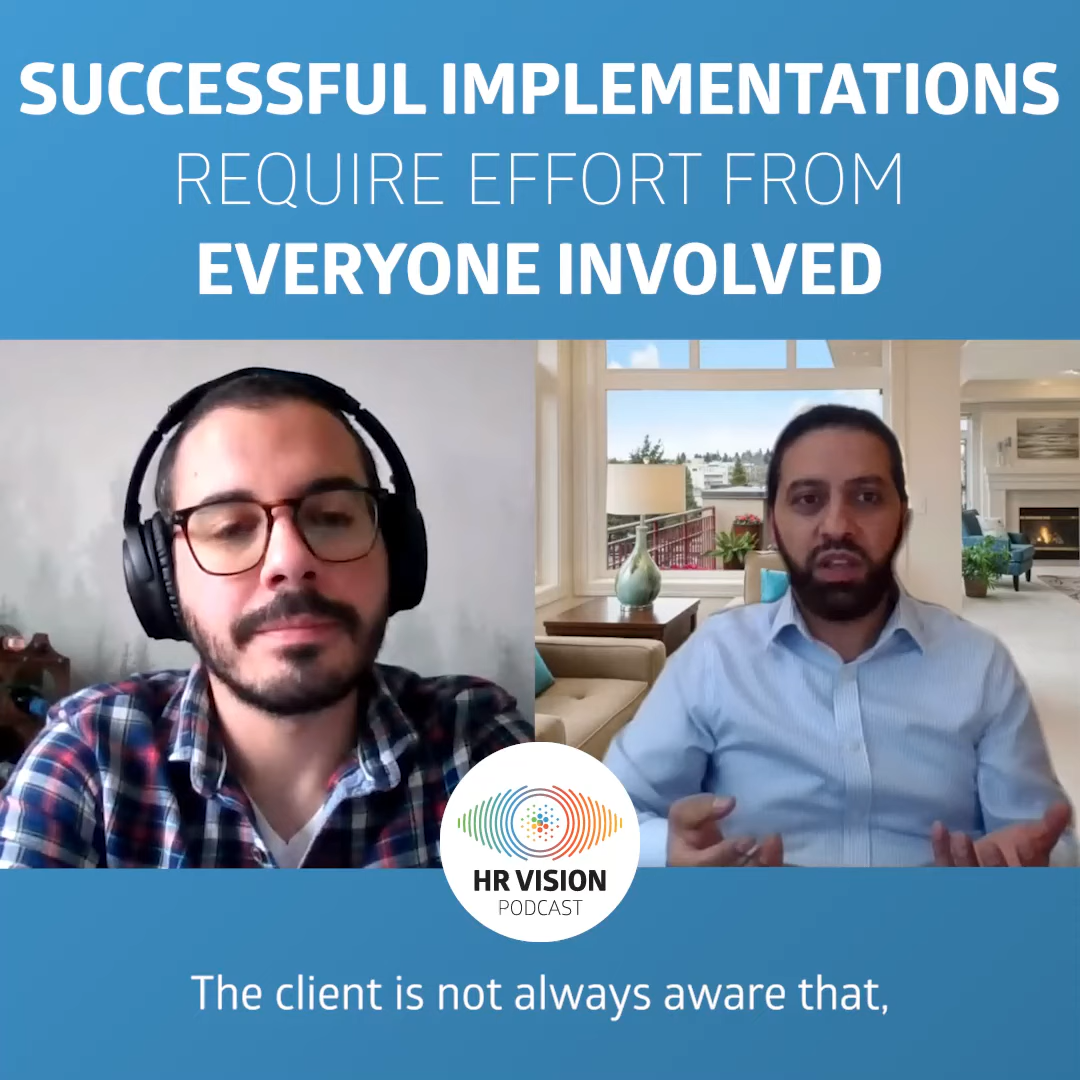 SUCCESSFUL IMPLEMENTATIONS
REQUIRE EFFORT FROM
EVERYONE INVOLVED
HR VISION
PODCAST
The client is not always aware that,